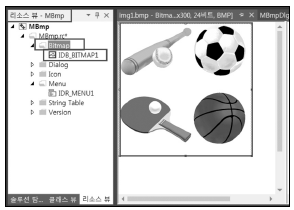 리소스 뷰 - MBmp
MBmp
MBmp.rc*
Bitmap
IDB_BITMAP1
Dialog
Icon
Menu
IDR_MENU1
String Table
Version
솔루션 탐... 클래스 뷰 리소스 뷰
img1.bmp - Bitma...x300, 24비트, BMP] MBmpDlg